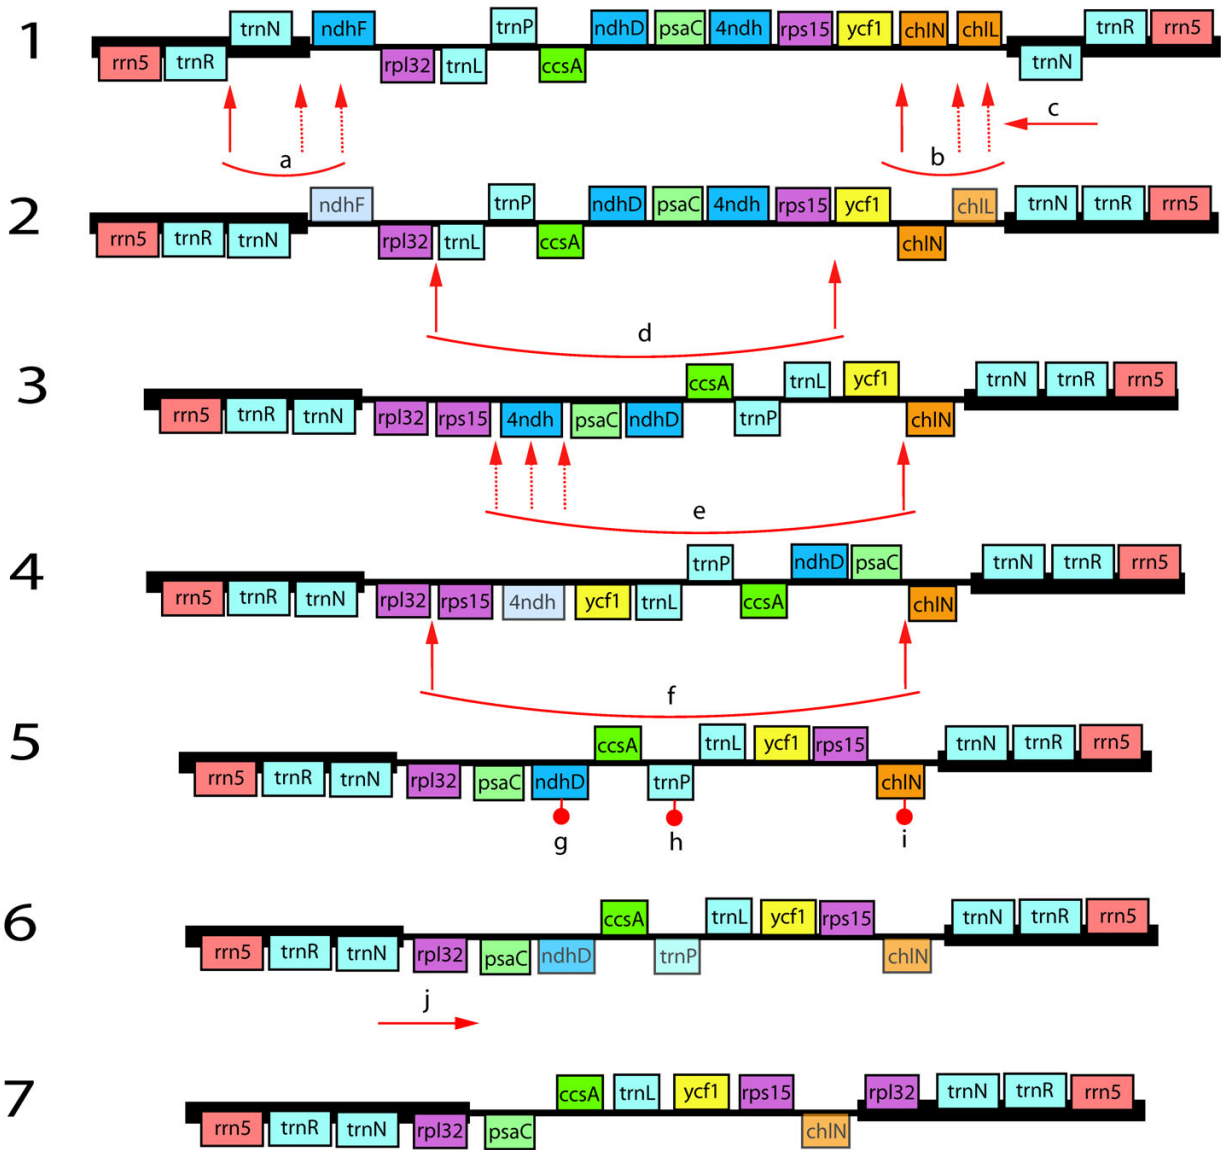 1
trnN ndhF trnP ndhD psaC 4ndh rps15 ycf1 chlN chlL trnR rrn5
rrn5 trnR rpl32 trnL ccsA trnN
a b c
2
ndhF trnP ndhD psaC 4ndh rps15 ycf1 chlL trnN trnR rrn5
rrn5 trnR trnN rpl32 trnL ccsA chlN
d
3
ccsA trnL ycf1 trnN trnR rrn5
rrn5 trnR trnN rpl32 rps15 4ndh psaC ndhD trnP chlN
e
4
trnP ndhD psaC trnN trnR rrn5
rrn5 trnR trnN rpl32 rps15 4ndh ycf1 trnL ccsA chlN
f
5
ccsA trnL ycf1 rps15 trnN trnR rrn5
rrn5 trnR trnN rpl32 psaC ndhD trnP chlN
g h i
6
ccsA trnL ycf1 rps15 trnN trnR rrn5
rrn5 trnR trnN rpl32 psaC ndhD trnP chlN
j
7
ccsA trnL ycf1 rps15 rpl32 trnN trnR rrn5
rrn5 trnR trnN rpl32 psaC chlN